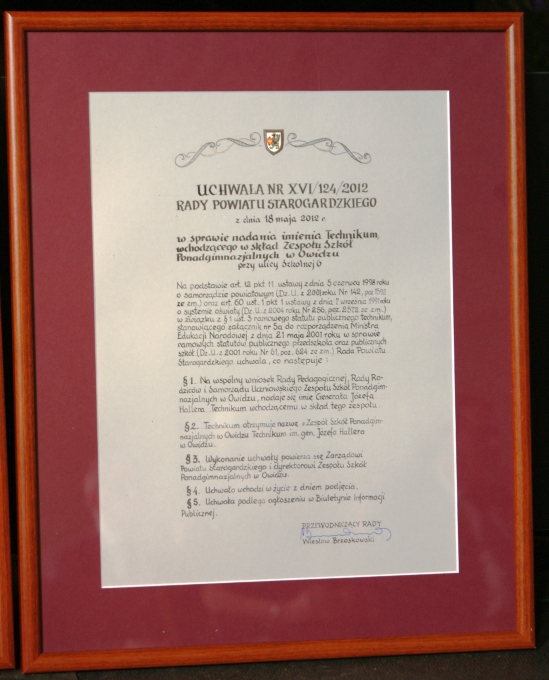 UCHWAŁA NR XVI/124/2012
RADY POWIATU STAROGARDZKIEGO
z dnia 18 maja 2012 r.
w sprawie nadania imienia Technikum,
wchodzącego w skład Zespołu Szkół
Ponadgimnazjalnych w Owidzu
przy ulicy Szkolnej 6
Na podstawie art. 12 pkt 11 ustawy z dnia 5 czerwca 1998 roku
o samorządzie powiatowym (Dz. U. z 2001 roku Nr 142, poz. 1592
ze zm.) oraz art. 60 ust. 1 pkt 1 ustawy z dnia 7 września 1991 roku
o systemie oświaty (Dz. U. z 2004 roku Nr 256, poz. 2572 ze zm.)
w związku z § 1 ust. 3 ramowego statutu publicznego technikum,
stanowiącego załącznik nr 5a do rozporządzenia Ministra
Edukacji Narodowej z dnia 21 maja 2001 roku w sprawie
ramowych statutów publicznego przedszkola oraz publicznych
szkół (Dz. U. z 2001 roku Nr 61, poz. 624 ze zm.) Rada Powiatu
Starogardzkiego uchwala, co następuje:
§ 1. Na wspólny wniosek Rady Pedagogicznej, Rady Ro-
dziców i Samorządu Uczniowskiego Zespołu Szkół Ponadgim-
nazjalnych w Owidzu, nadaje się imię Generała Józefa
Hallera, Technikum wchodzącemu w skład tego zespołu.
§ 2. Technikum otrzymuje nazwę: Zespół Szkół Ponadgim-
nazjalnych w Owidzu Technikum im. gen. Józefa Hallera
w Owidzu.
§ 3. Wykonanie uchwały powierza się Zarządowi
Powiatu Starogardzkiego i dyrektorowi Zespołu Szkół
Ponadgimnazjalnych w Owidzu.
§ 4. Uchwała wchodzi w życie z dniem podjęcia.
§ 5. Uchwała podlega ogłoszeniu w Biuletynie Informacji
Publicznej.
PRZEWODNICZĄCY RADY
Wiesław Brzoskowski